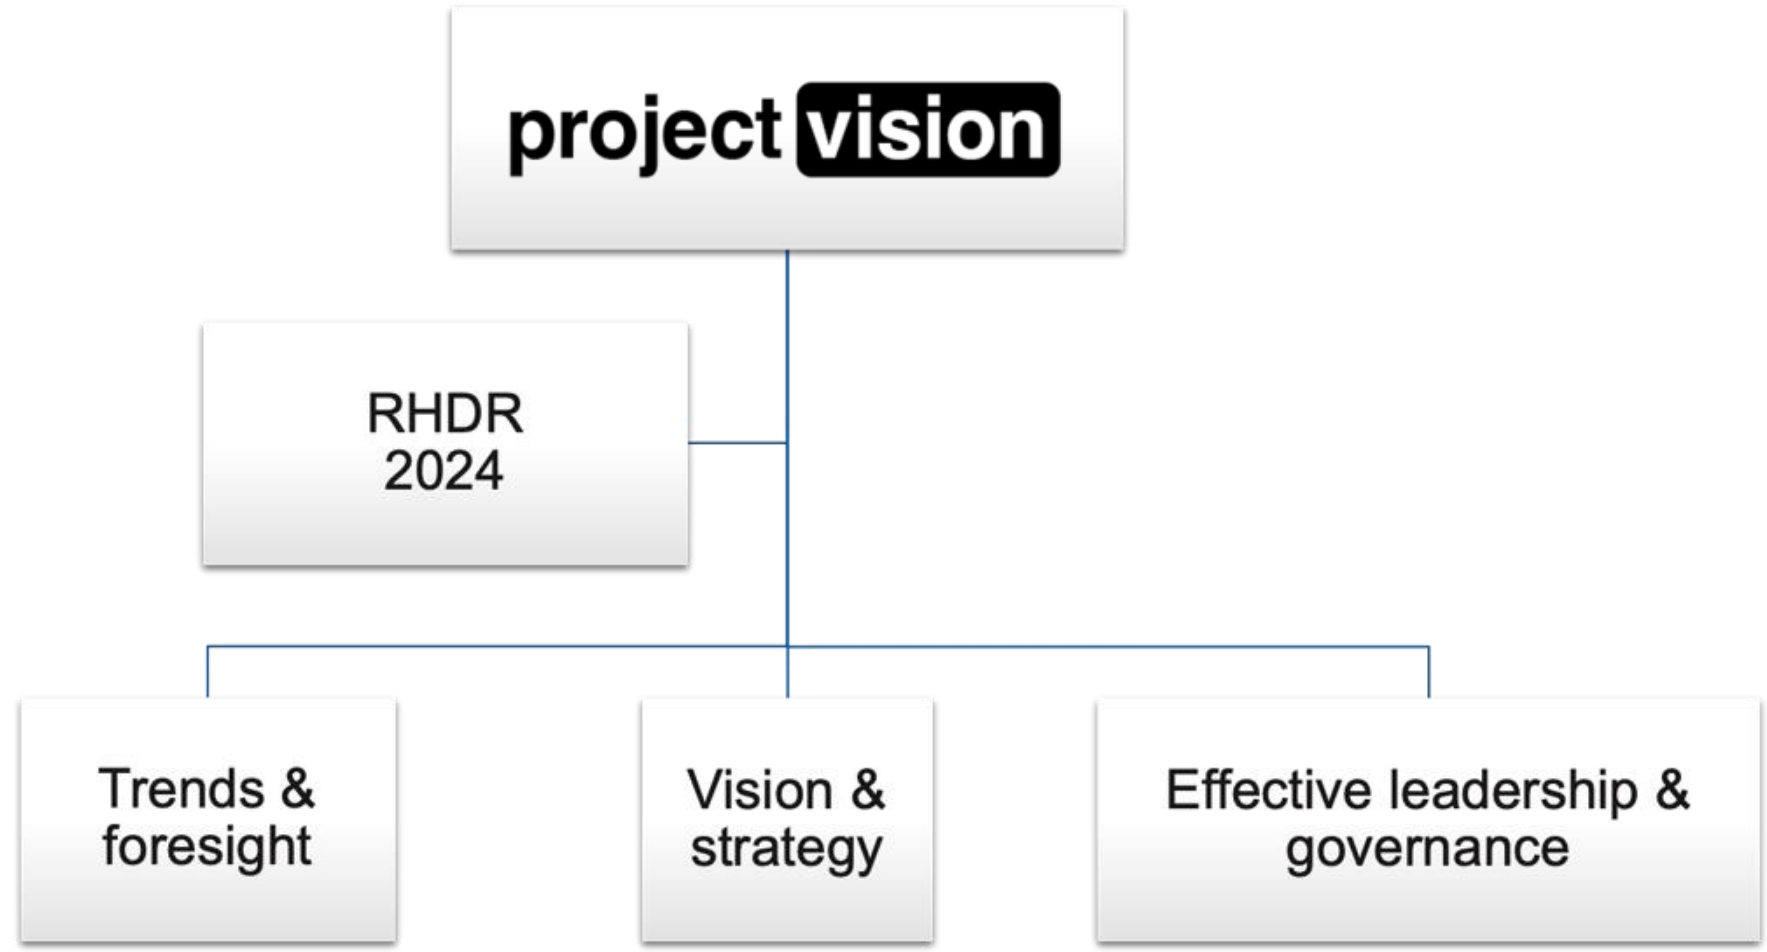 project vision
RHDR
2024
Trends &
foresight
Vision &
strategy
Effective leadership &
governance